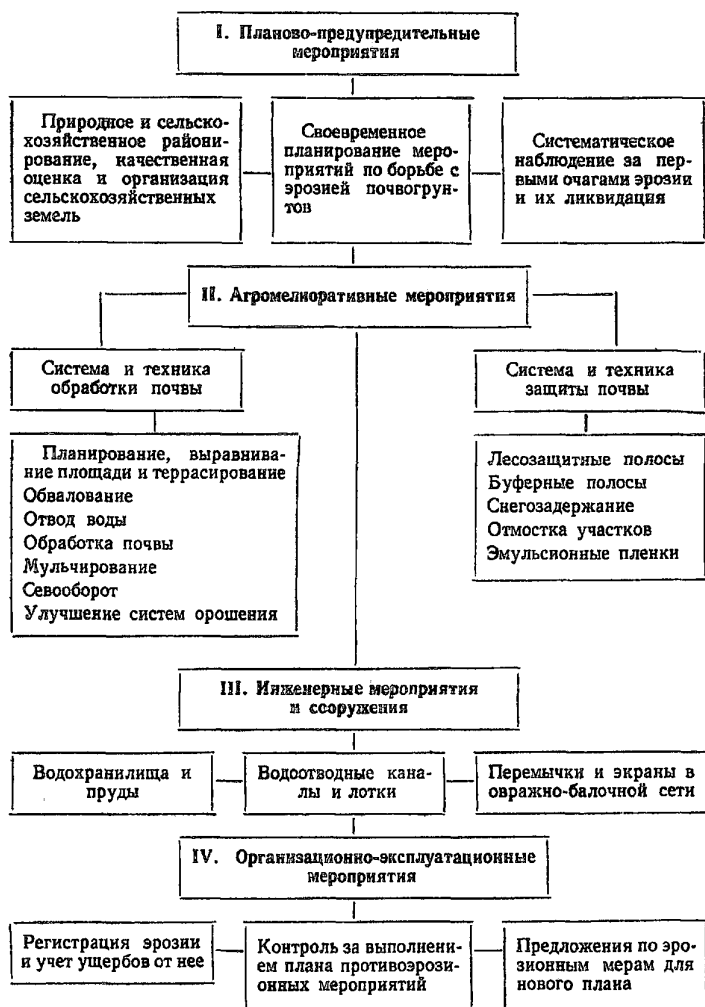 I. Планово-предупредительные
мероприятия
Природное и сельско-
хозяйственное райони-
рование, качественная
оценка и организация
сельскохозяйственных
земель
Своевременное
планирование меро-
приятий по борьбе с
эрозией почвогрун-
тов
Систематическое
наблюдение за пер-
выми очагами эрозии
и их ликвидация
II. Агромелиоративные мероприятия
Система и техника
обработки почвы
Система и техника
защиты почвы
Планирование, выравнив-
ание площади и террасирование
Обвалование
Отвод воды
Обработка почвы
Мульчирование
Севооборот
Улучшение систем орошения
Лесозащитные полосы
Буферные полосы
Снегозадержание
Отмостка участков
Эмульсионные пленки
III. Инженерные мероприятия
и сооружения
Водохранилища и
пруды
Водоотводные кана-
лы и лотки
Перемычки и экраны в
овражно-балочной сети
IV. Организационно-эксплуатационные
мероприятия
Регистрация эрозии
и учет ущербов от нее
Контроль за выполнени-
ем плана противоэрози-
онных мероприятий
Предложения по эро-
зионным мерам для
нового плана